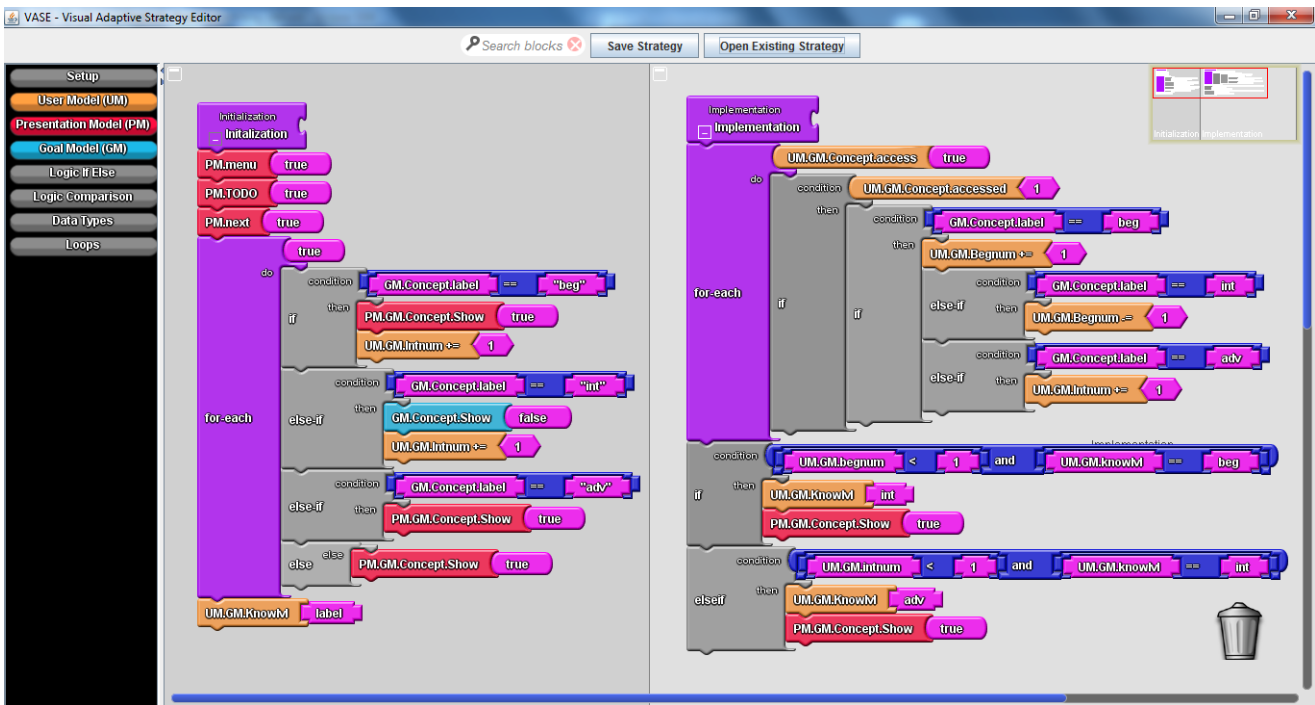 VASE - Visual Adaptive Strategy Editor
Search blocks Save Strategy Open Existing Strategy
Setup
User Model (UM)
Presentation Model (PM)
Goal Model (GM)
Logic If Else
Logic Comparison
Data Types
Loops
Initialization
Initalization
PM.menu true
PM.TODO true
PM.next true
for-each true
do
if condition GM.Concept.label == "beg"
then PM.GM.Concept.Show true
UM.GM.Intnum += 1
else-if condition GM.Concept.label == "int"
then GM.Concept.Show false
UM.GM.Intnum += 1
else-if condition GM.Concept.label == "adv"
then PM.GM.Concept.Show true
else else PM.GM.Concept.Show true
UM.GM.Knowlvl label
Implementation
Implementation
for-each UM.GM.Concept.access true
do
if condition UM.GM.Concept.accessed 1
then
if condition GM.Concept.label == beg
then UM.GM.Begnum += 1
else-if condition GM.Concept.label == int
then UM.GM.Begnum -= 1
else-if condition GM.Concept.label == adv
then UM.GM.Intnum += 1
Implementation
if condition UM.GM.begnum < 1 and UM.GM.knowlvl == beg
then UM.GM.Knowlvl int
PM.GM.Concept.Show true
elseif condition UM.GM.intnum < 1 and UM.GM.knowlvl == int
then UM.GM.Knowlvl adv
PM.GM.Concept.Show true
Initialization Implementation